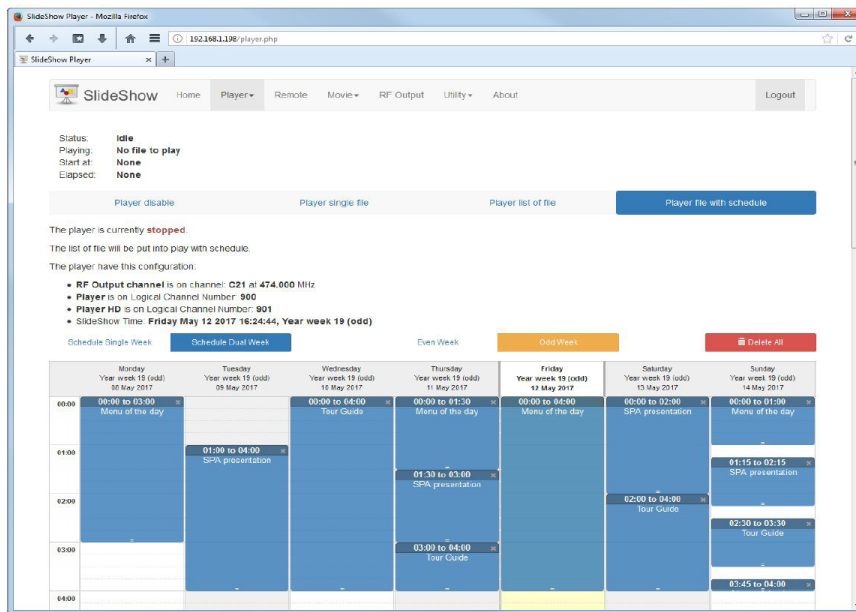 SlideShow Player - Mozilla Firefox
192.168.1.198/player.php
SlideShow Player
SlideShow Home Player Remote Movie RF Output Utility About Logout
Status: Idle
Playing: No file to play
Start at: None
Elapsed: None
Player disable Player single file Player list of file Player file with schedule
The player is currently stopped.
The list of file will be put into play with schedule.
The player have this configuration:
• RF Output channel is on channel: C21 at 474.000 MHz
• Player is on Logical Channel Number: 900
• Player HD is on Logical Channel Number: 901
• SlideShow Time: Friday May 12 2017 16:24:44, Year week 19 (odd)
Schedule Single Week Schedule Dual Week Even Week Odd Week Delete All
Monday Tuesday Wednesday Thursday Friday Saturday Sunday
Year week 19 (odd) Year week 19 (odd) Year week 19 (odd) Year week 19 (odd) Year week 19 (odd) Year week 19 (odd) Year week 19 (odd)
08 May 2017 09 May 2017 10 May 2017 11 May 2017 12 May 2017 13 May 2017 14 May 2017
00:00 00:00 to 03:00 00:00 to 04:00 00:00 to 01:30 00:00 to 04:00 00:00 to 02:00 00:00 to 01:00
Menu of the day Tour Guide Menu of the day Menu of the day SPA presentation Menu of the day
01:00 01:00 to 04:00
SPA presentation
01:15 to 02:15
SPA presentation
01:30 to 03:00
SPA presentation
02:00 02:00 to 04:00
Tour Guide
02:30 to 03:30
Tour Guide
03:00 03:00 to 04:00
Tour Guide
03:45 to 04:00
04:00